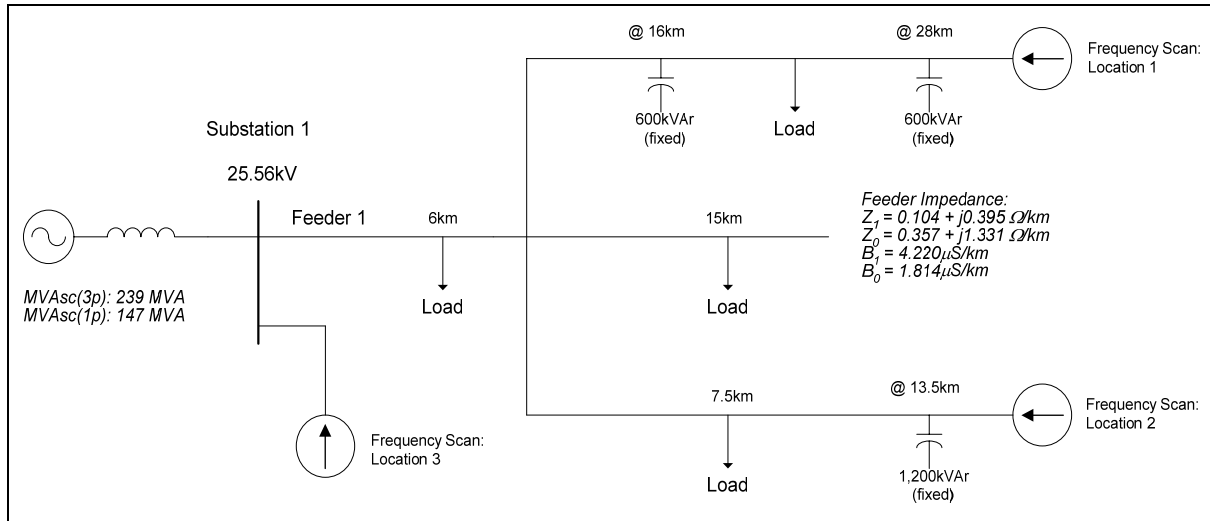 @ 16km
@ 28km
Frequency Scan:
Location 1
600kVAr
(fixed)
Load
600kVAr
(fixed)
Substation 1
25.56kV
Feeder 1
6km
15km
Feeder Impedance:
Z1 = 0.104 + j0.395 Ω/km
Z0 = 0.357 + j1.331 Ω/km
B1 = 4.220µS/km
B0 = 1.814µS/km
MVAsc(3p): 239 MVA
MVAsc(1p): 147 MVA
Load
Load
7.5km
@ 13.5km
Frequency Scan:
Location 2
Frequency Scan:
Location 3
Load
1,200kVAr
(fixed)